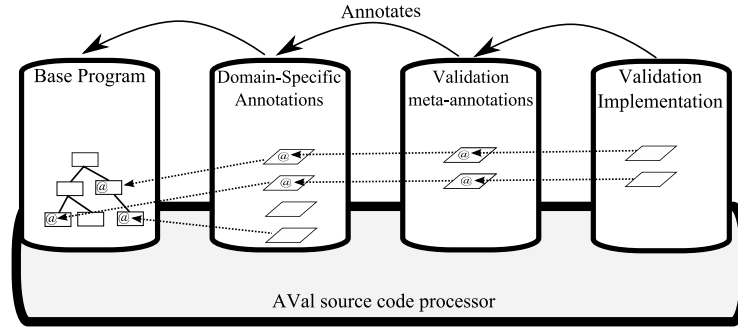 Annotates
Base Program
Domain-Specific
Annotations
Validation
meta-annotations
Validation
Implementation
@
@
@
@
@
@
@
AVal source code processor